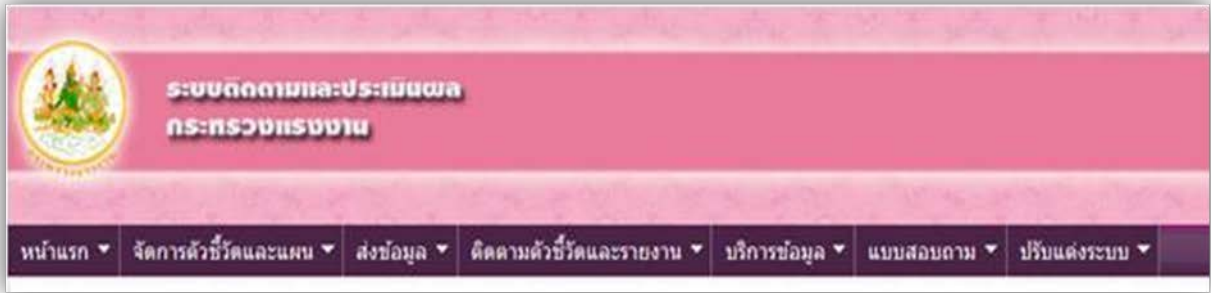 ระบบติดตามและประเมินผล
กระทรวงแรงงาน
หน้าแรก จัดการตัวชี้วัดและแผน ส่งข้อมูล ติดตามตัวชี้วัดและรายงาน บริการข้อมูล แบบสอบถาม ปรับแต่งระบบ